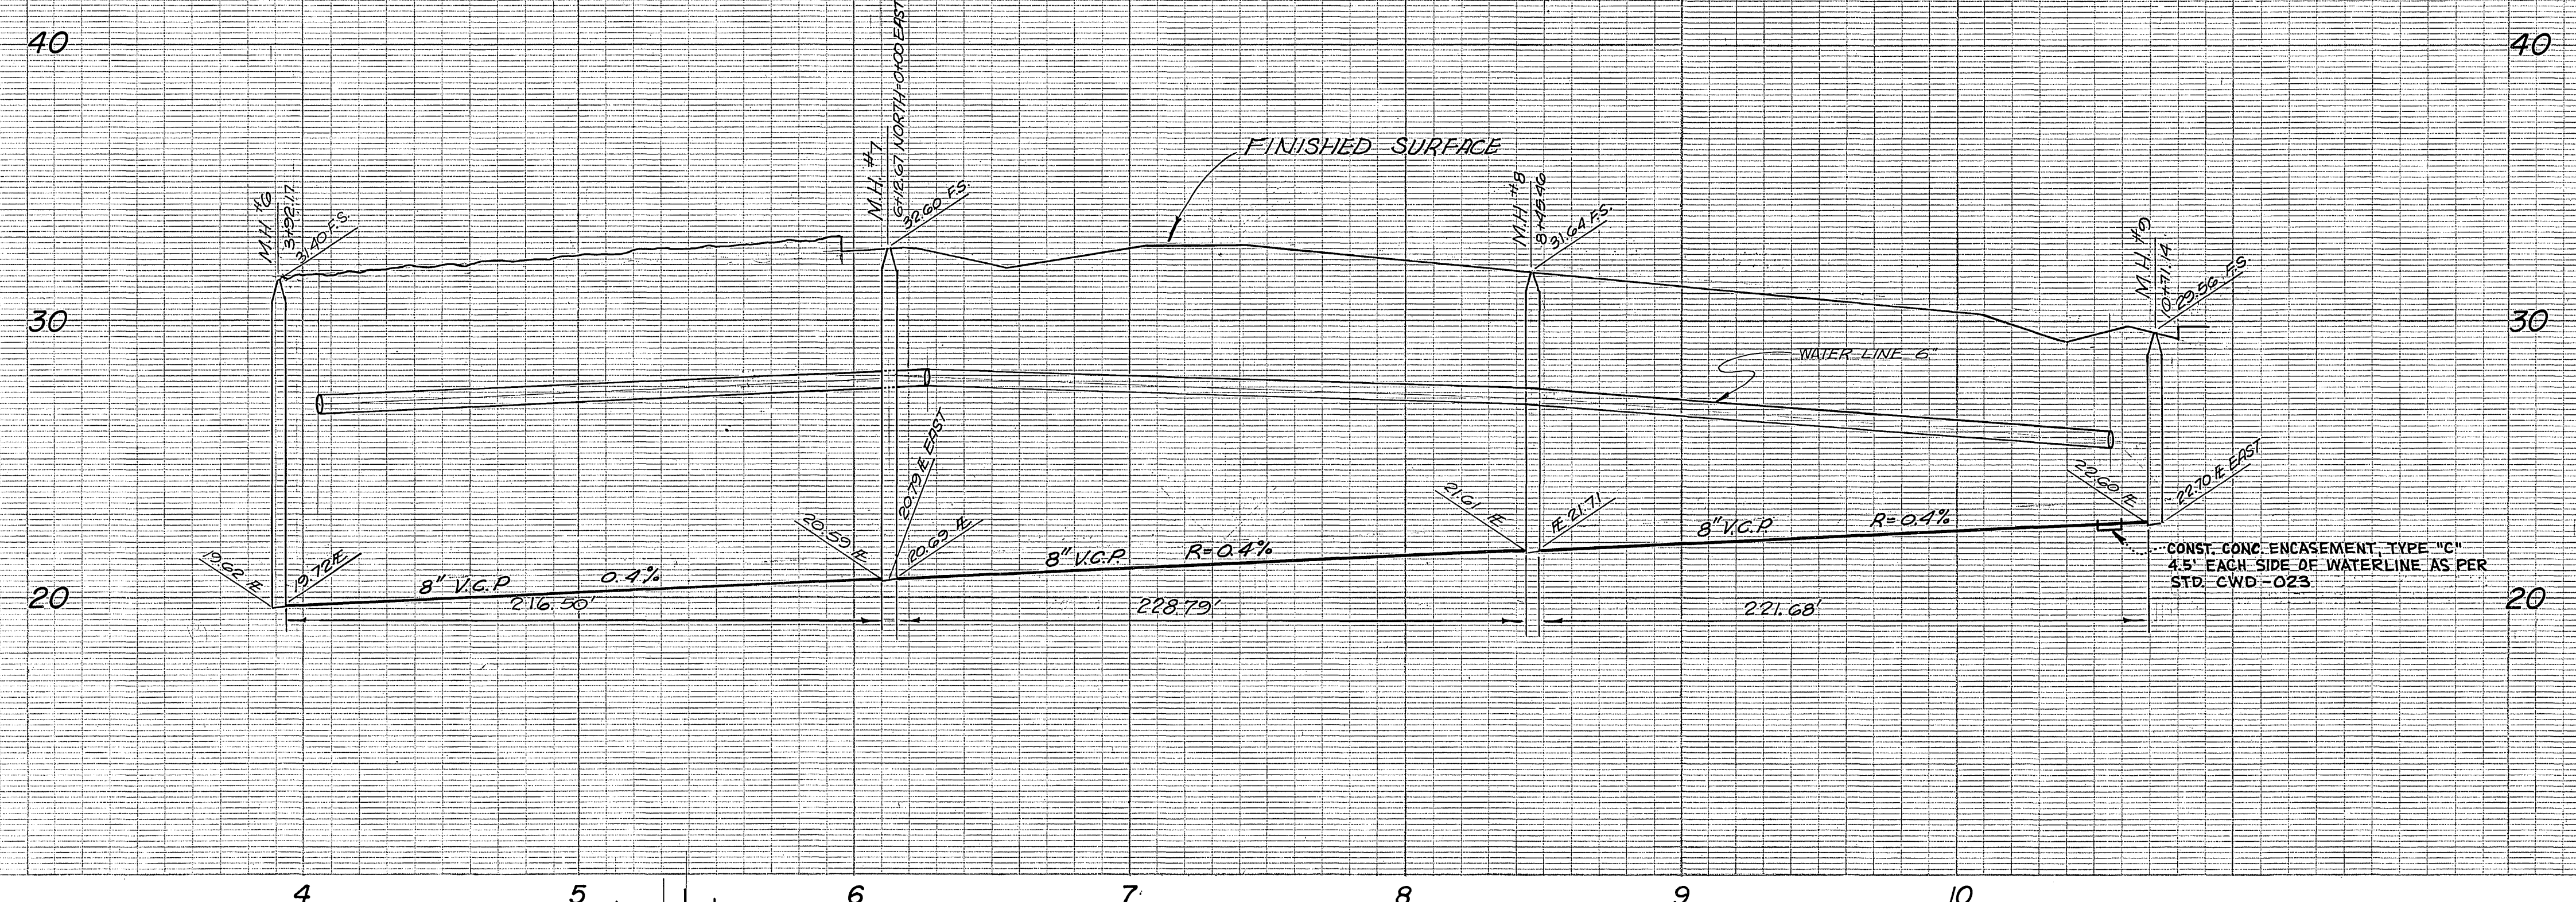 40
40
6+12.67 NORTH=0+00 EAST
M.H. #7
32.60 F.S.
FINISHED SURFACE
M.H. #6
3+92.17
31.40 F.S.
M.H #8
8+45.46
31.64 F.S.
M.H. #9
10+71.14
29.56 F.S
30
30
WATER LINE 6"
20.79 IE EAST
19.62 IE
19.72 IE
20.59 IE
20.69 IE
21.61 IE
IE 21.71
22.60 IE
22.70 IE EAST
8" V.C.P
0.4%
8" V.C.P.
R=0.4%
8" V.C.P
R=0.4%
CONST. CONC. ENCASEMENT, TYPE "C"
4.5' EACH SIDE OF WATERLINE AS PER
STD. CWD-023
20
216.50'
228.79'
221.68'
20
4
5
6
7
8
9
10